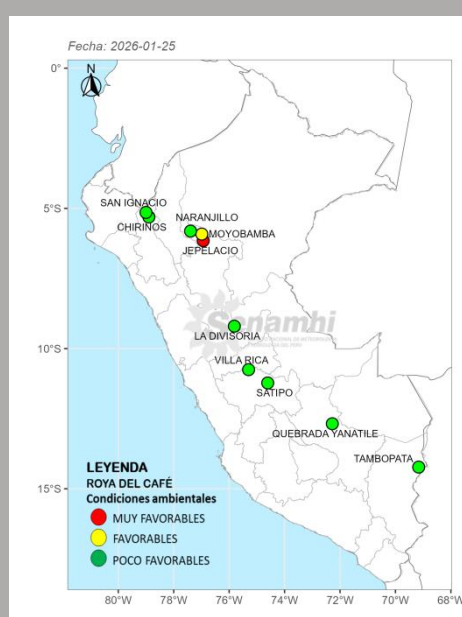 Fecha: 2026-01-25
N
0°
5°S
10°S
15°S
SAN IGNACIO
CHIRINOS
NARANJILLO
MOYOBAMBA
JEPELACIO
Senamhi
LA DIVISORIA
VILLA RICA
SATIPO
QUEBRADA YANATILE
TAMBOPATA
LEYENDA
ROYA DEL CAFÉ
Condiciones ambientales
MUY FAVORABLES
FAVORABLES
POCO FAVORABLES
80°W 78°W 76°W 74°W 72°W 70°W 68°W